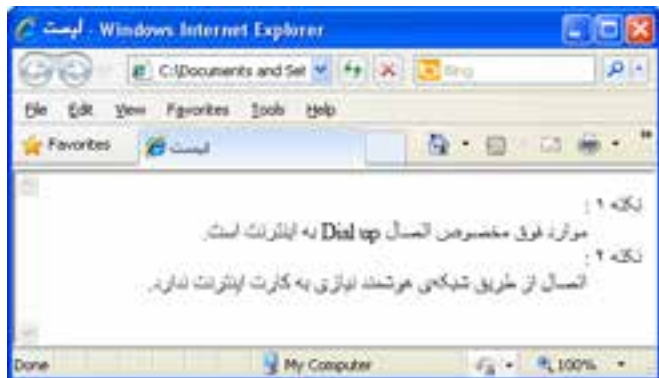 لیست - Windows Internet Explorer
C:\Documents and Set Bing
File Edit View Favorites Tools Help
Favorites لیست
نکته ۱ :
موارد فوق مخصوص اتصال Dial up به اینترنت است.
نکته ۲ :
اتصال از طریق شبکه‌ی هوشمند نیازی به کارت اینترنت ندارد.
Done My Computer 100%